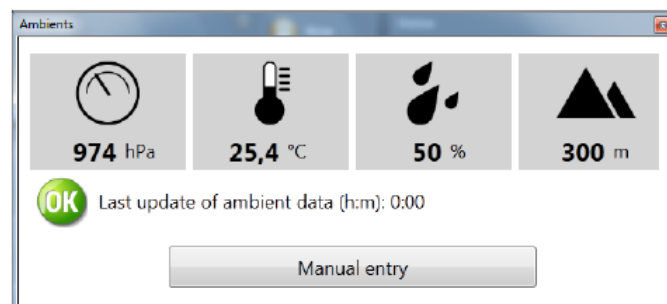 Ambients
974 hPa 25,4 °C 50 % 300 m
OK Last update of ambient data (h:m): 0:00
Manual entry